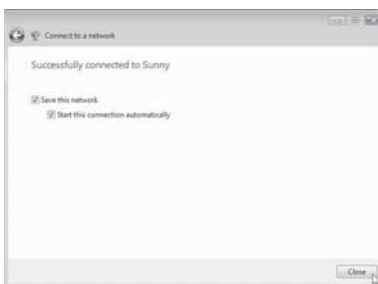 Connect to a network
Successfully connected to Sunny
Save this network
Start this connection automatically
Close